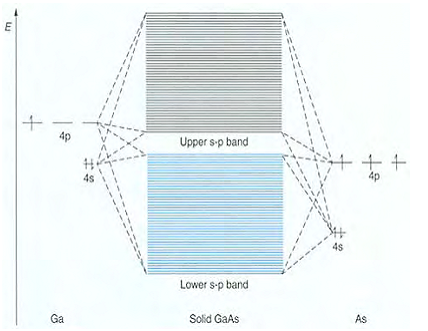 E
4p
Upper s-p band
4s
4p
4s
Lower s-p band
Ga
Solid GaAs
As